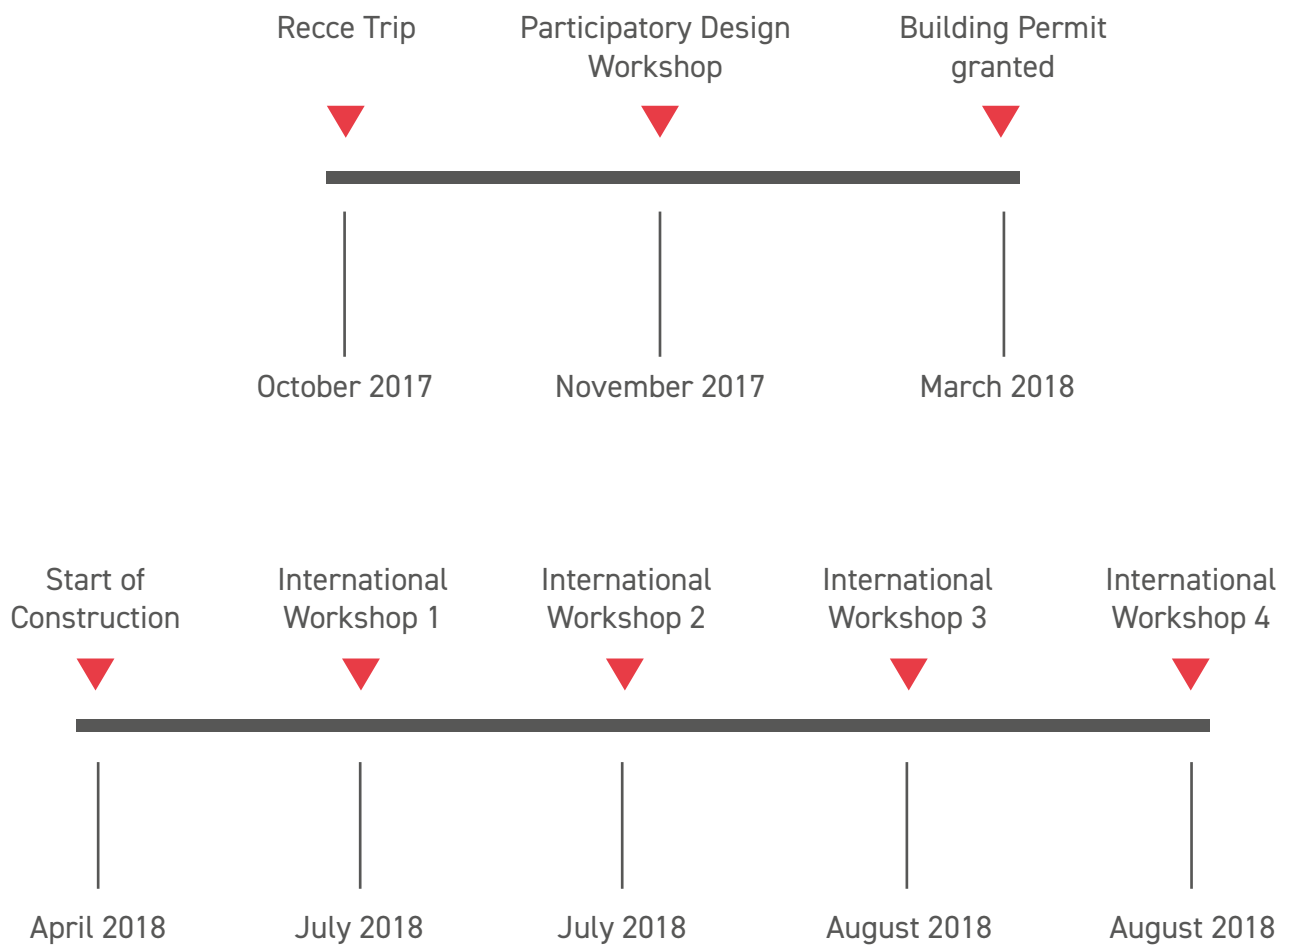 Recce Trip
Participatory Design
Workshop
Building Permit
granted
October 2017
November 2017
March 2018
Start of
Construction
International
Workshop 1
International
Workshop 2
International
Workshop 3
International
Workshop 4
April 2018
July 2018
July 2018
August 2018
August 2018